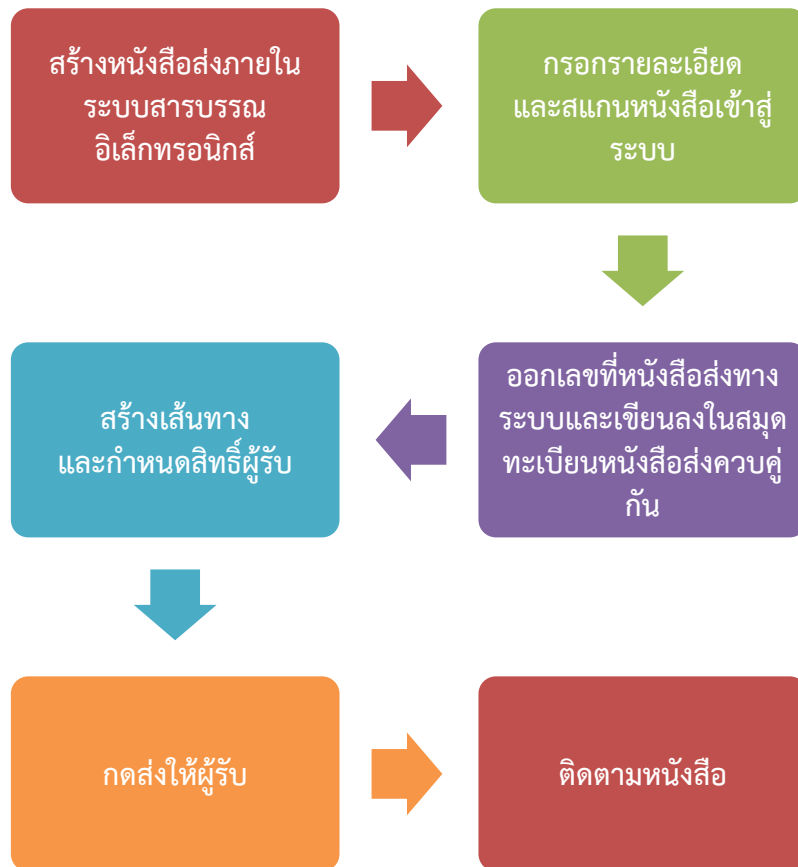 สร้างหนังสือส่งภายใน
ระบบสารบรรณ
อิเล็กทรอนิกส์
กรอกรายละเอียด
และสแกนหนังสือเข้าสู่
ระบบ
ออกเลขที่หนังสือส่งทาง
ระบบและเขียนลงในสมุด
ทะเบียนหนังสือส่งควบคู่
กัน
สร้างเส้นทาง
และกำหนดสิทธิ์ผู้รับ
กดส่งให้ผู้รับ
ติดตามหนังสือ